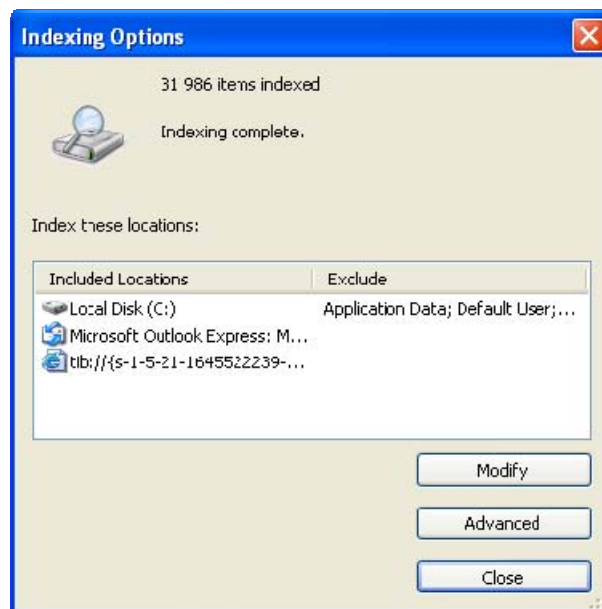 Indexing Options
31 986 items indexed
Indexing complete.
Index these locations:
Included Locations Exclude
Local Disk (C:) Application Data; Default User;...
Microsoft Outlook Express: M...
tib://{s-1-5-21-1645522239-...
Modify
Advanced
Close